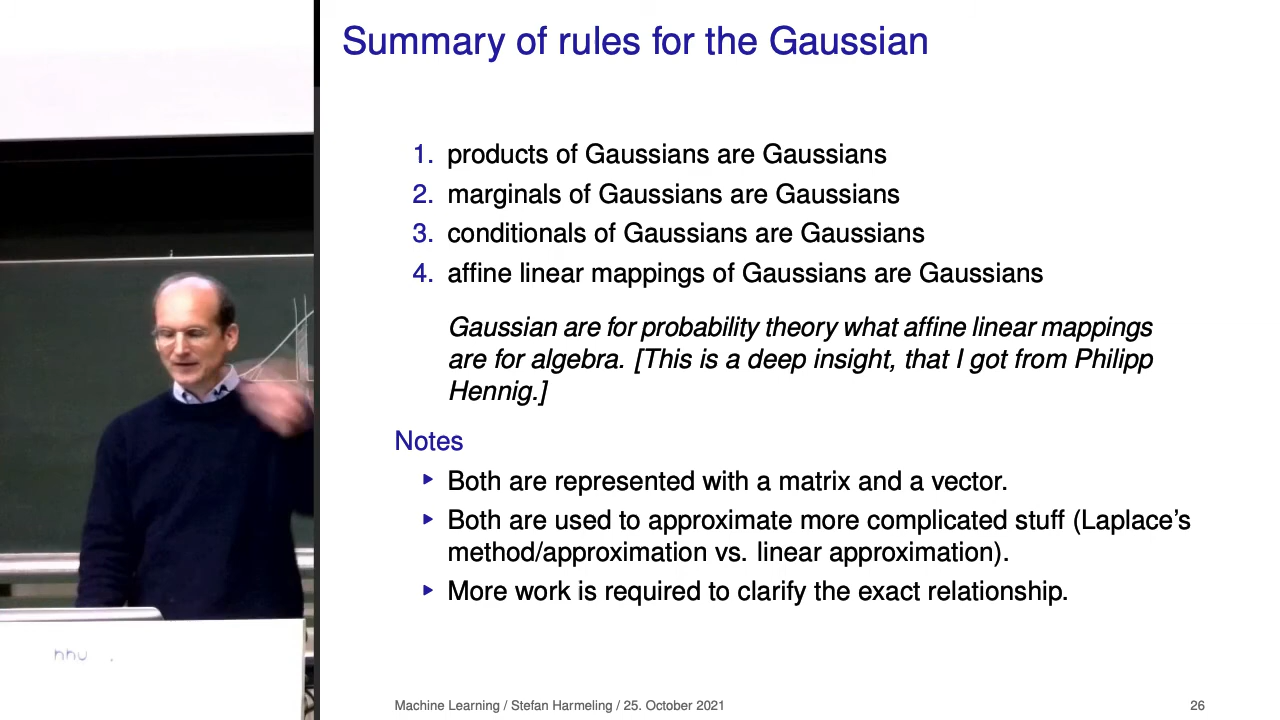 Summary of rules for the Gaussian
1. products of Gaussians are Gaussians
2. marginals of Gaussians are Gaussians
3. conditionals of Gaussians are Gaussians
4. affine linear mappings of Gaussians are Gaussians
Gaussian are for probability theory what affine linear mappings
are for algebra. [This is a deep insight, that I got from Philipp
Hennig.]
Notes
▸ Both are represented with a matrix and a vector.
▸ Both are used to approximate more complicated stuff (Laplace's
method/approximation vs. linear approximation).
▸ More work is required to clarify the exact relationship.
hhu
Machine Learning / Stefan Harmeling / 25. October 2021 26